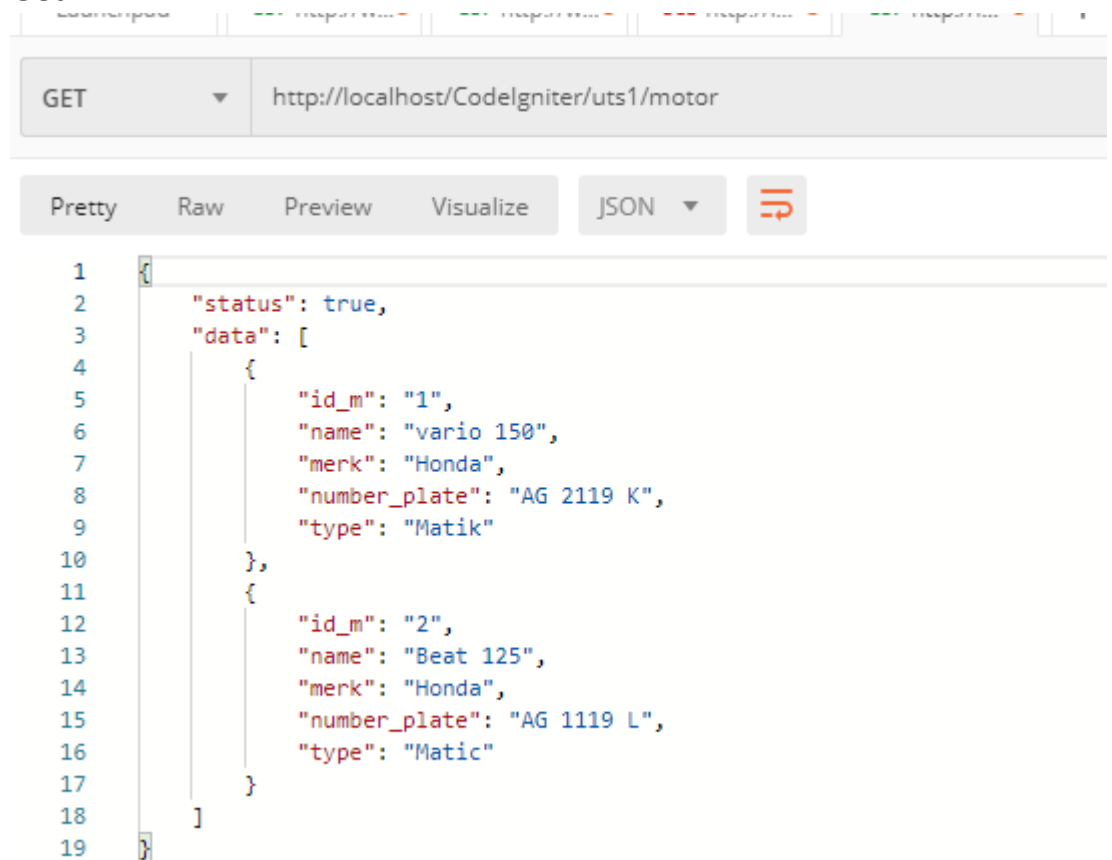 GET http://localhost/CodeIgniter/uts1/motor
Pretty Raw Preview Visualize JSON
1 {
2 "status": true,
3 "data": [
4 {
5 "id_m": "1",
6 "name": "vario 150",
7 "merk": "Honda",
8 "number_plate": "AG 2119 K",
9 "type": "Matik"
10 },
11 {
12 "id_m": "2",
13 "name": "Beat 125",
14 "merk": "Honda",
15 "number_plate": "AG 1119 L",
16 "type": "Matic"
17 }
18 ]
19 }